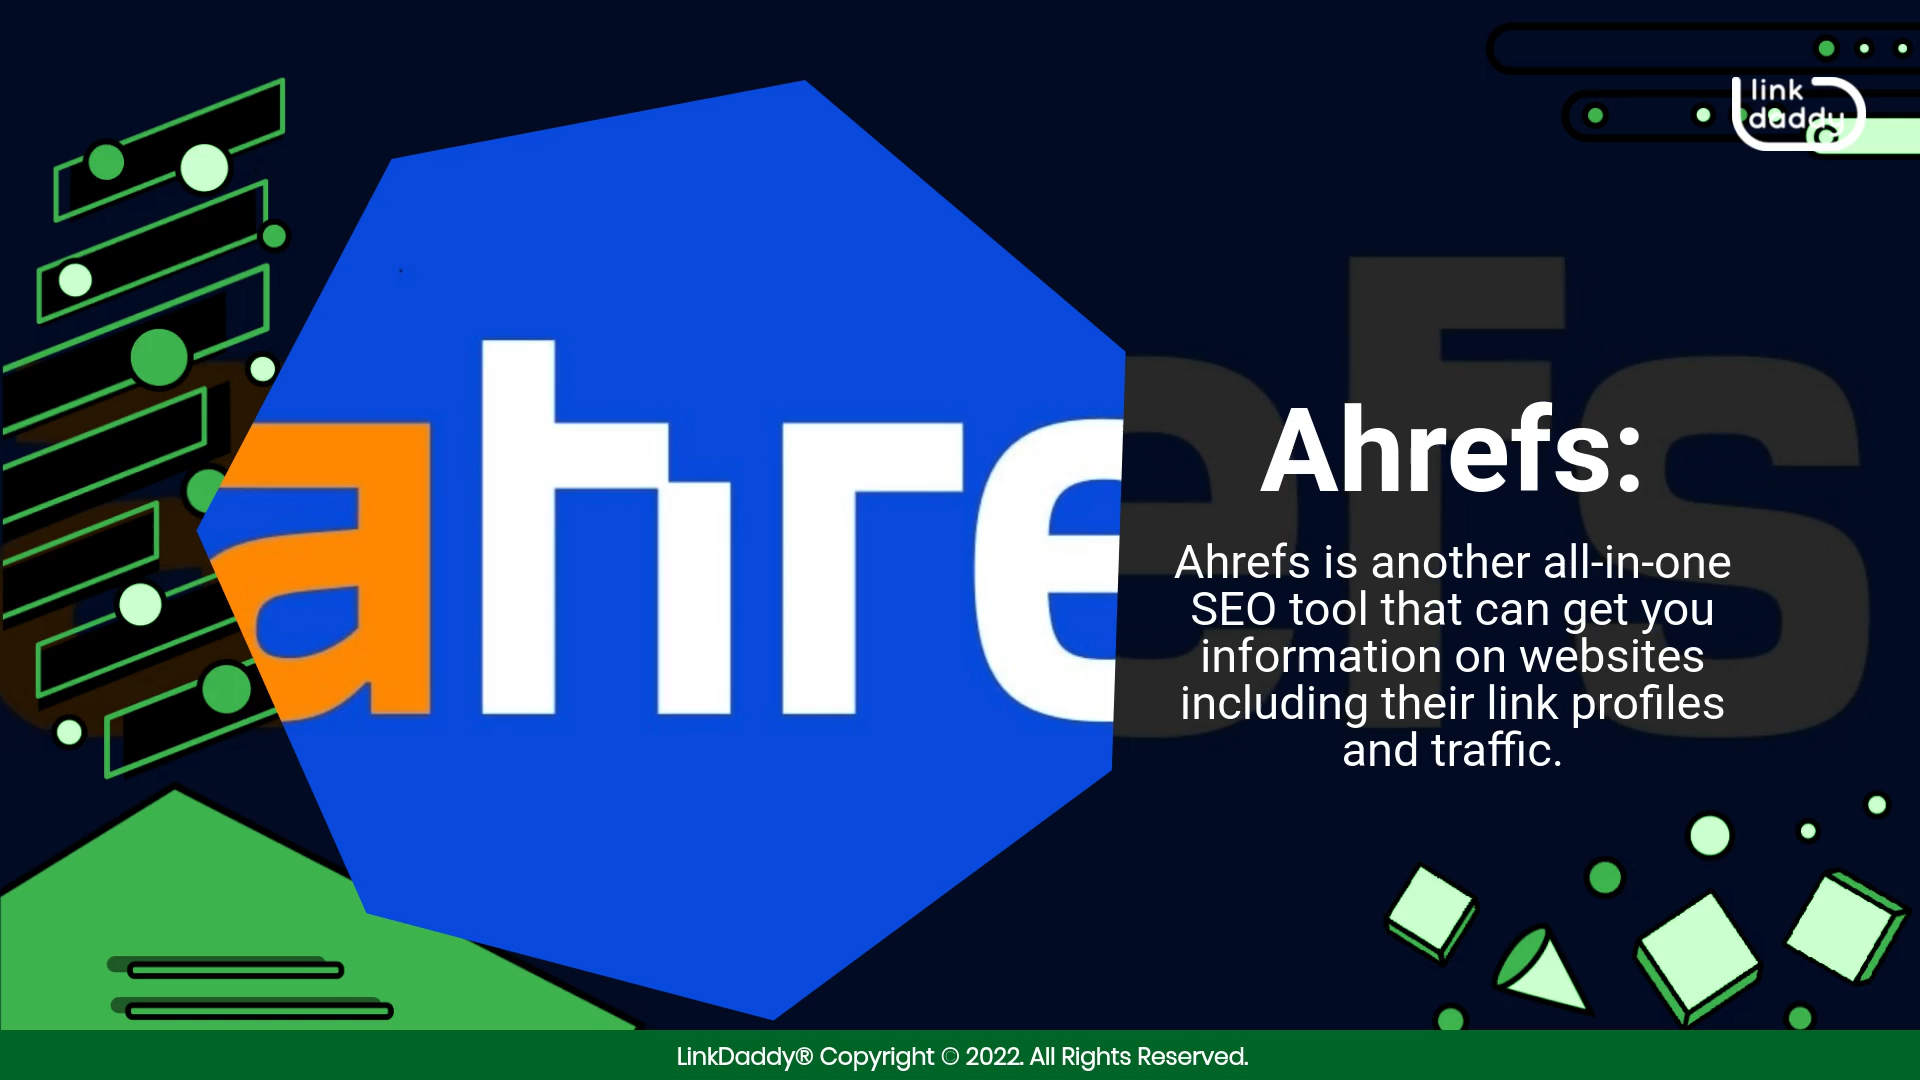 link
daddy
ahre
efs
Ahrefs:
Ahrefs is another all-in-one
SEO tool that can get you
information on websites
including their link profiles
and traffic.
LinkDaddy® Copyright © 2022. All Rights Reserved.